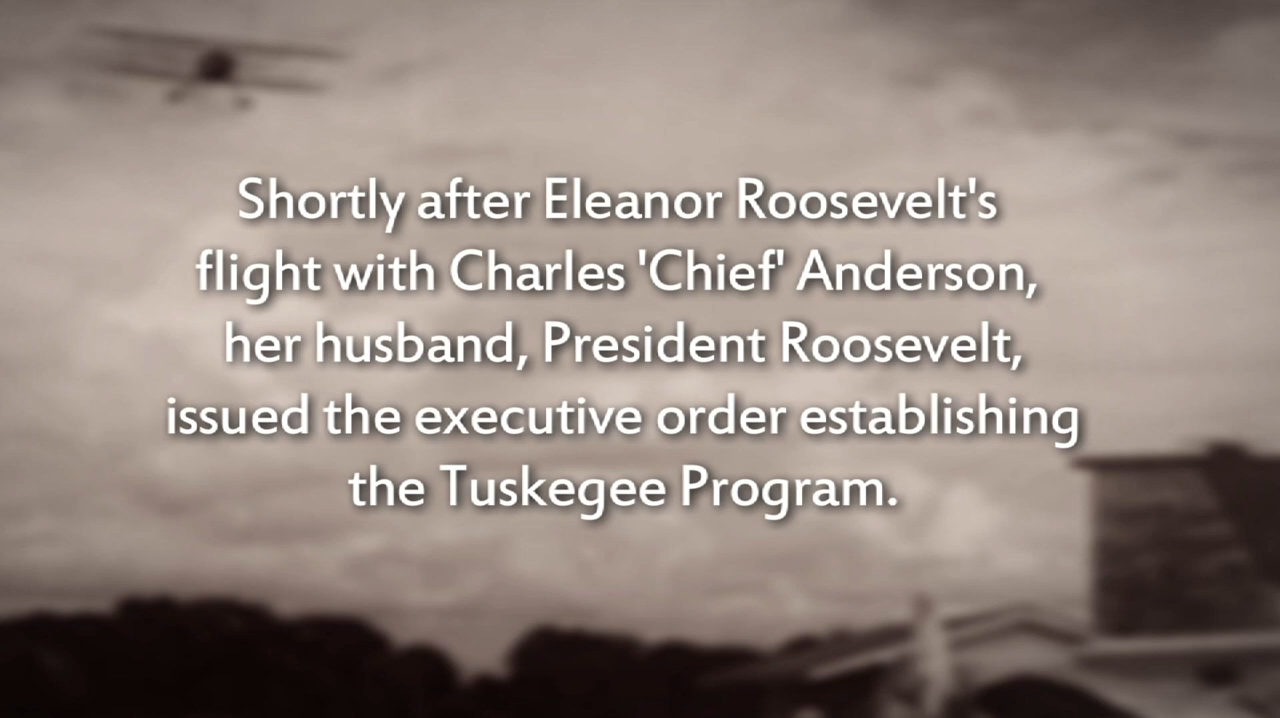 Shortly after Eleanor Roosevelt's
flight with Charles 'Chief' Anderson,
her husband, President Roosevelt,
issued the executive order establishing
the Tuskegee Program.